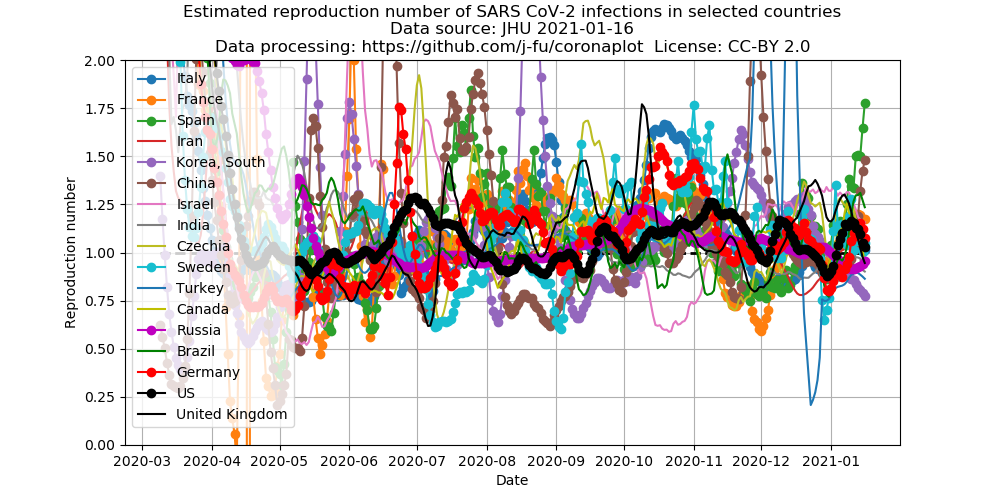 Estimated reproduction number of SARS CoV-2 infections in selected countries
Data source: JHU 2021-01-16
Data processing: https://github.com/j-fu/coronaplot License: CC-BY 2.0
2.00
1.75
1.50
1.25
1.00
0.75
0.50
0.25
0.00
Reproduction number
Italy
France
Spain
Iran
Korea, South
China
Israel
India
Czechia
Sweden
Turkey
Canada
Russia
Brazil
Germany
US
United Kingdom
2020-03 2020-04 2020-05 2020-06 2020-07 2020-08 2020-09 2020-10 2020-11 2020-12 2021-01
Date